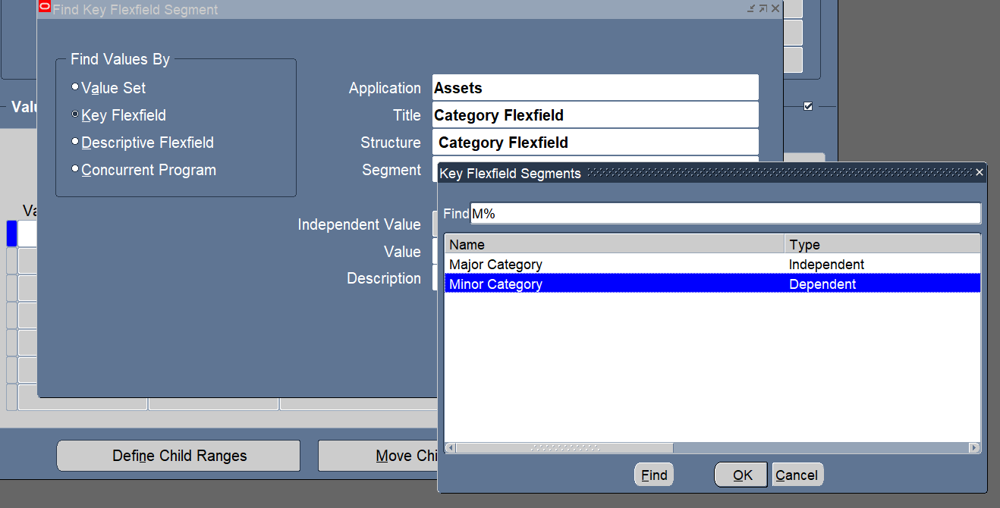 Find Key Flexfield Segment
Find Values By
Value Set
Key Flexfield
Descriptive Flexfield
Concurrent Program
Application Assets
Title Category Flexfield
Structure Category Flexfield
Segment
Independent Value
Value
Description
Key Flexfield Segments
Find M%
Name Type
Major Category Independent
Minor Category Dependent
Find OK Cancel
Define Child Ranges
Move Chi